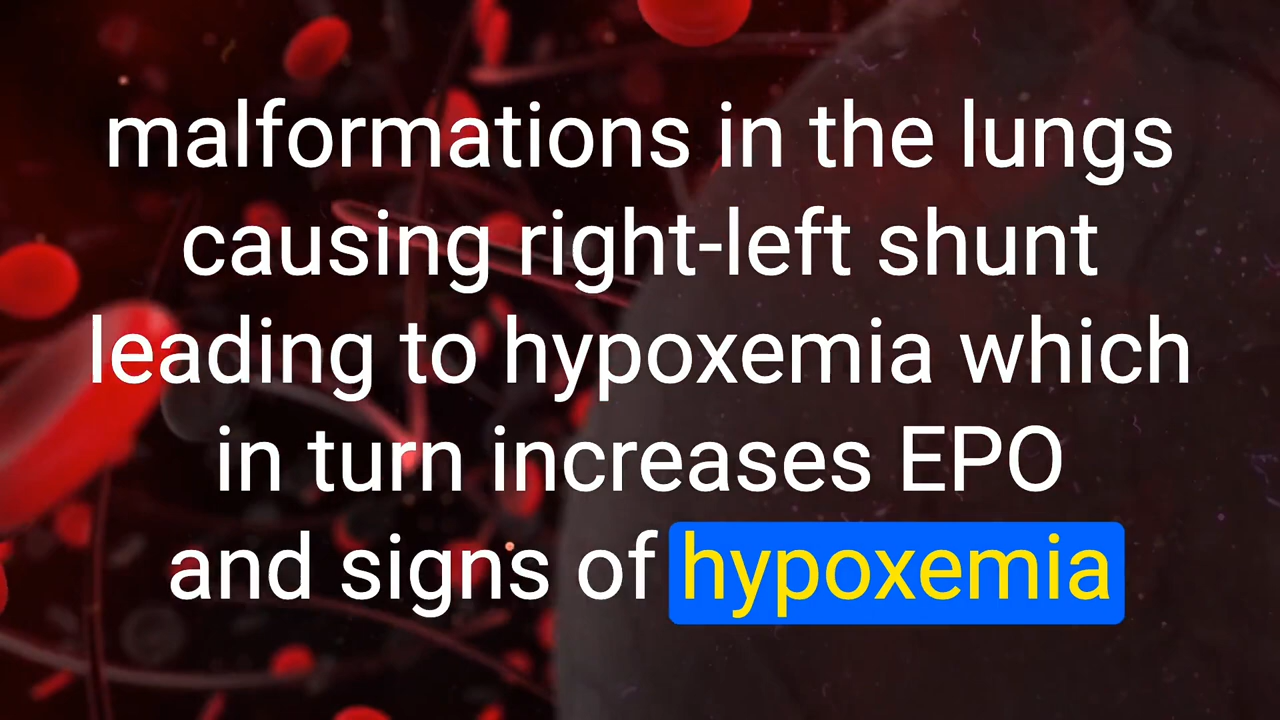 malformations in the lungs
causing right-left shunt
leading to hypoxemia which
in turn increases EPO
and signs of hypoxemia